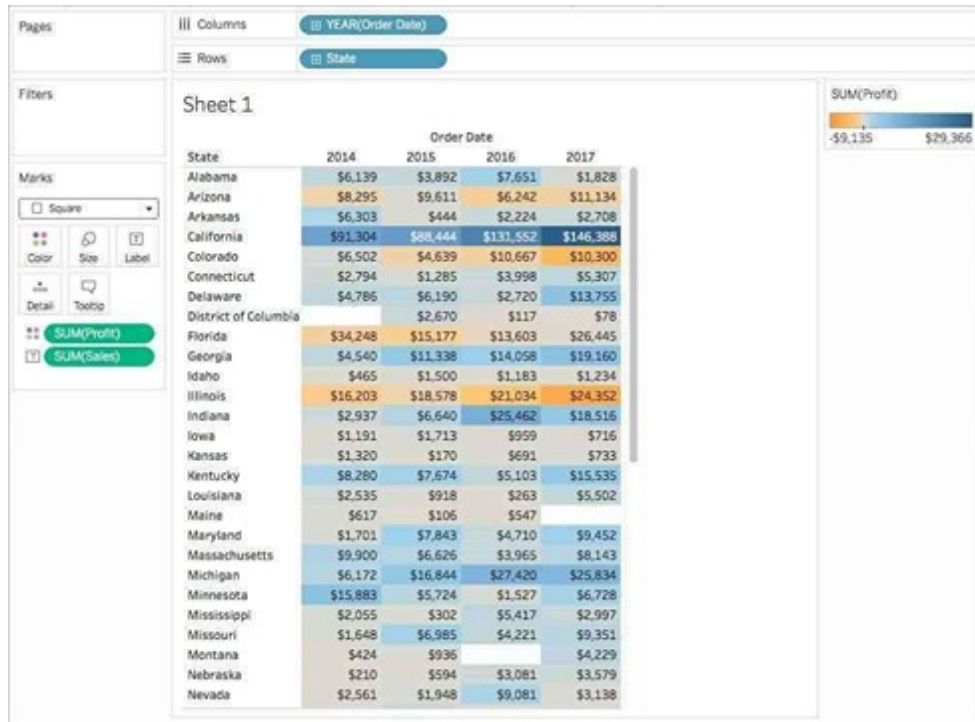 Pages
Columns
YEAR(Order Date)
Rows
State
Filters
Sheet 1
SUM(Profit)
-$9,135 $29,366
Order Date
State 2014 2015 2016 2017
Marks
Square
Color Size Label
Detail Tooltip
SUM(Profit)
SUM(Sales)
Alabama $6,139 $3,892 $7,651 $1,828
Arizona $8,295 $9,611 $6,242 $11,134
Arkansas $6,303 $444 $2,224 $2,708
California $91,304 $88,444 $131,552 $146,388
Colorado $6,502 $4,639 $10,667 $10,300
Connecticut $2,794 $1,285 $3,998 $5,307
Delaware $4,786 $6,190 $2,720 $13,755
District of Columbia $2,670 $117 $78
Florida $34,248 $15,177 $13,603 $26,445
Georgia $4,540 $11,338 $14,058 $19,160
Idaho $465 $1,500 $1,183 $1,234
Illinois $16,203 $18,578 $21,034 $24,352
Indiana $2,937 $6,640 $25,462 $18,516
Iowa $1,191 $1,713 $959 $716
Kansas $1,320 $170 $691 $733
Kentucky $8,280 $7,674 $5,103 $15,535
Louisiana $2,535 $918 $263 $5,502
Maine $617 $106 $547
Maryland $1,701 $7,843 $4,710 $9,452
Massachusetts $9,900 $6,626 $3,965 $8,143
Michigan $6,172 $16,844 $27,420 $25,834
Minnesota $15,883 $5,724 $1,527 $6,728
Mississippi $2,055 $302 $5,417 $2,997
Missouri $1,648 $6,985 $4,221 $9,351
Montana $424 $936 $4,229
Nebraska $210 $594 $3,081 $3,579
Nevada $2,561 $1,948 $9,081 $3,138